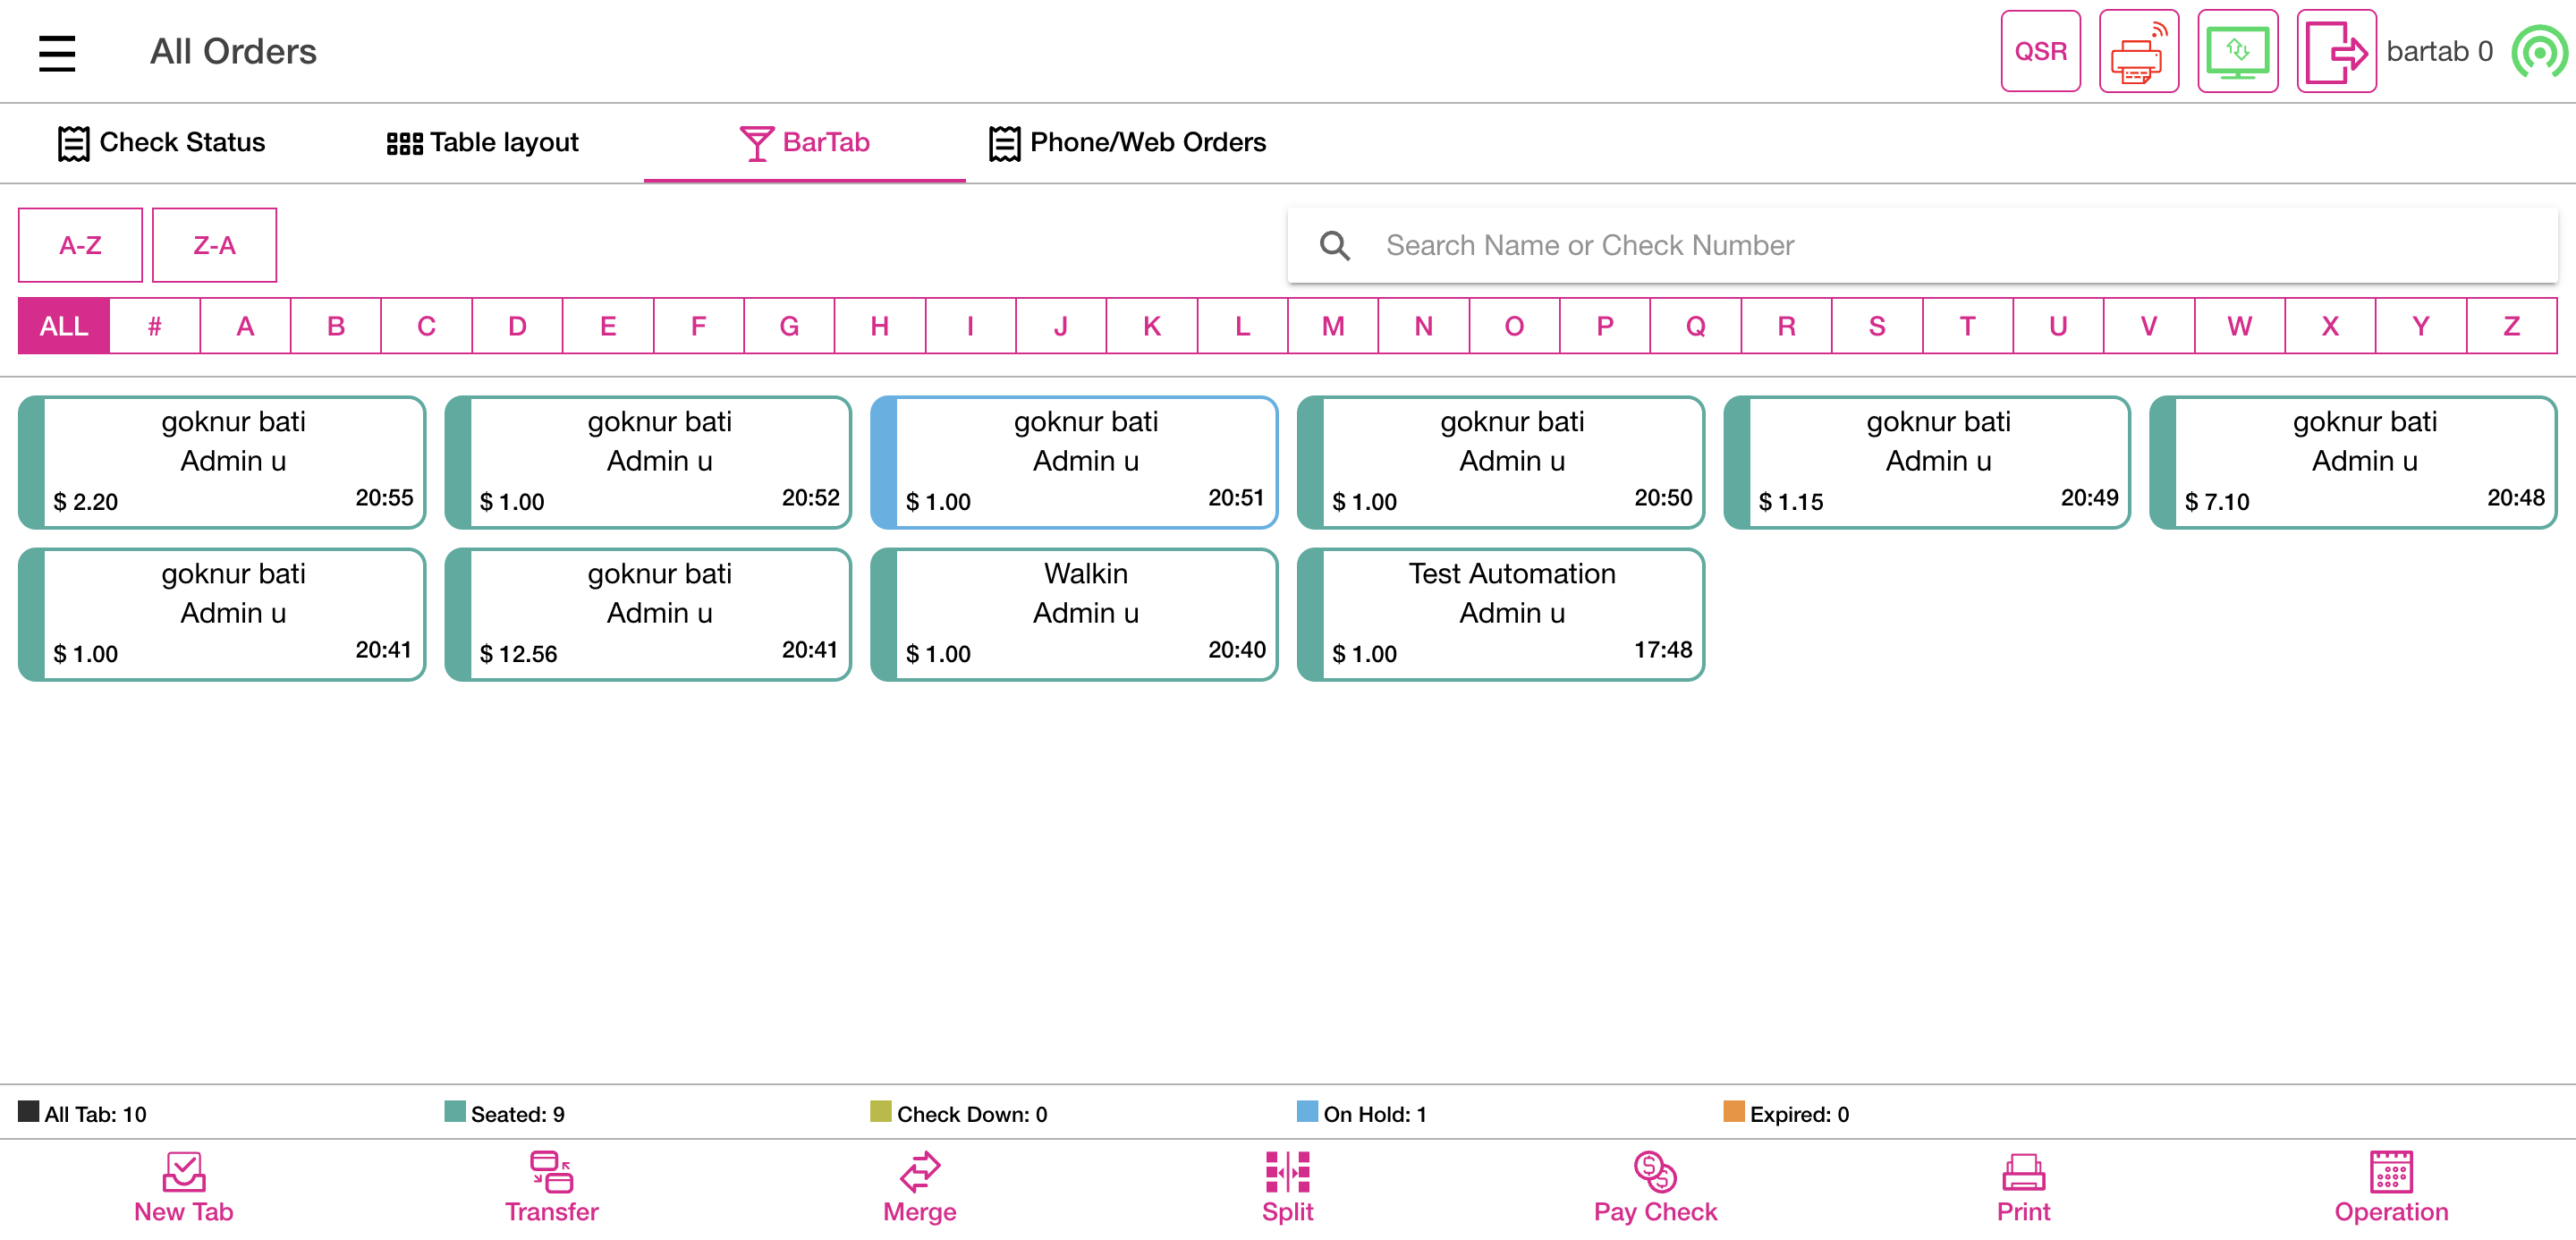 All Orders
QSR
bartab 0
Check Status
Table layout
BarTab
Phone/Web Orders
A-Z
Z-A
Search Name or Check Number
ALL # A B C D E F G H I J K L M N O P Q R S T U V W X Y Z
goknur bati
Admin u
$ 2.20 20:55
goknur bati
Admin u
$ 1.00 20:52
goknur bati
Admin u
$ 1.00 20:51
goknur bati
Admin u
$ 1.00 20:50
goknur bati
Admin u
$ 1.15 20:49
goknur bati
Admin u
$ 7.10 20:48
goknur bati
Admin u
$ 1.00 20:41
goknur bati
Admin u
$ 12.56 20:41
Walkin
Admin u
$ 1.00 20:40
Test Automation
Admin u
$ 1.00 17:48
All Tab: 10
Seated: 9
Check Down: 0
On Hold: 1
Expired: 0
New Tab
Transfer
Merge
Split
Pay Check
Print
Operation